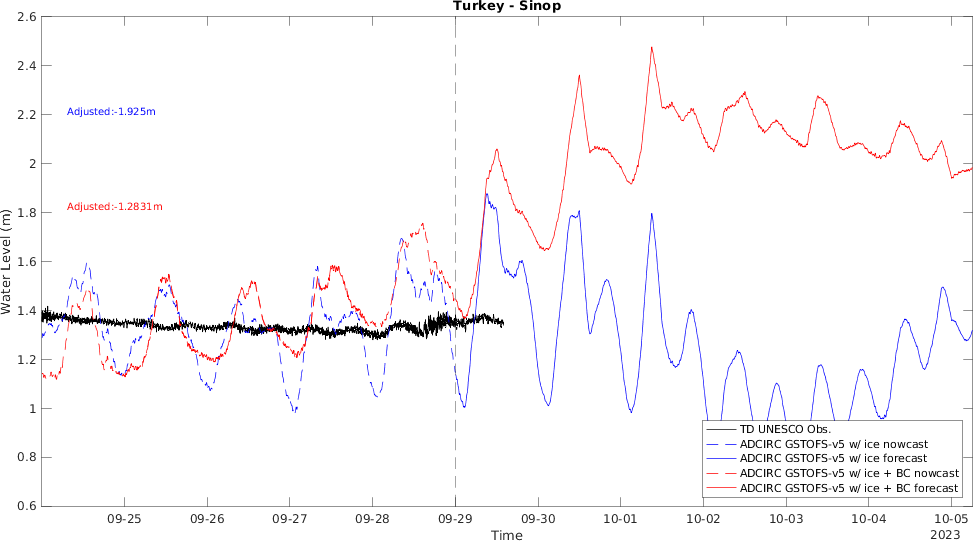 Turkey - Sinop
2.6
2.4
2.2
2
1.8
1.6
1.4
1.2
1
0.8
0.6
Water Level (m)
Adjusted:-1.925m
Adjusted:-1.2831m
TD UNESCO Obs.
ADCIRC GSTOFS-v5 w/ ice nowcast
ADCIRC GSTOFS-v5 w/ ice forecast
ADCIRC GSTOFS-v5 w/ ice + BC nowcast
ADCIRC GSTOFS-v5 w/ ice + BC forecast
09-25 09-26 09-27 09-28 09-29 09-30 10-01 10-02 10-03 10-04 10-05
2023
Time